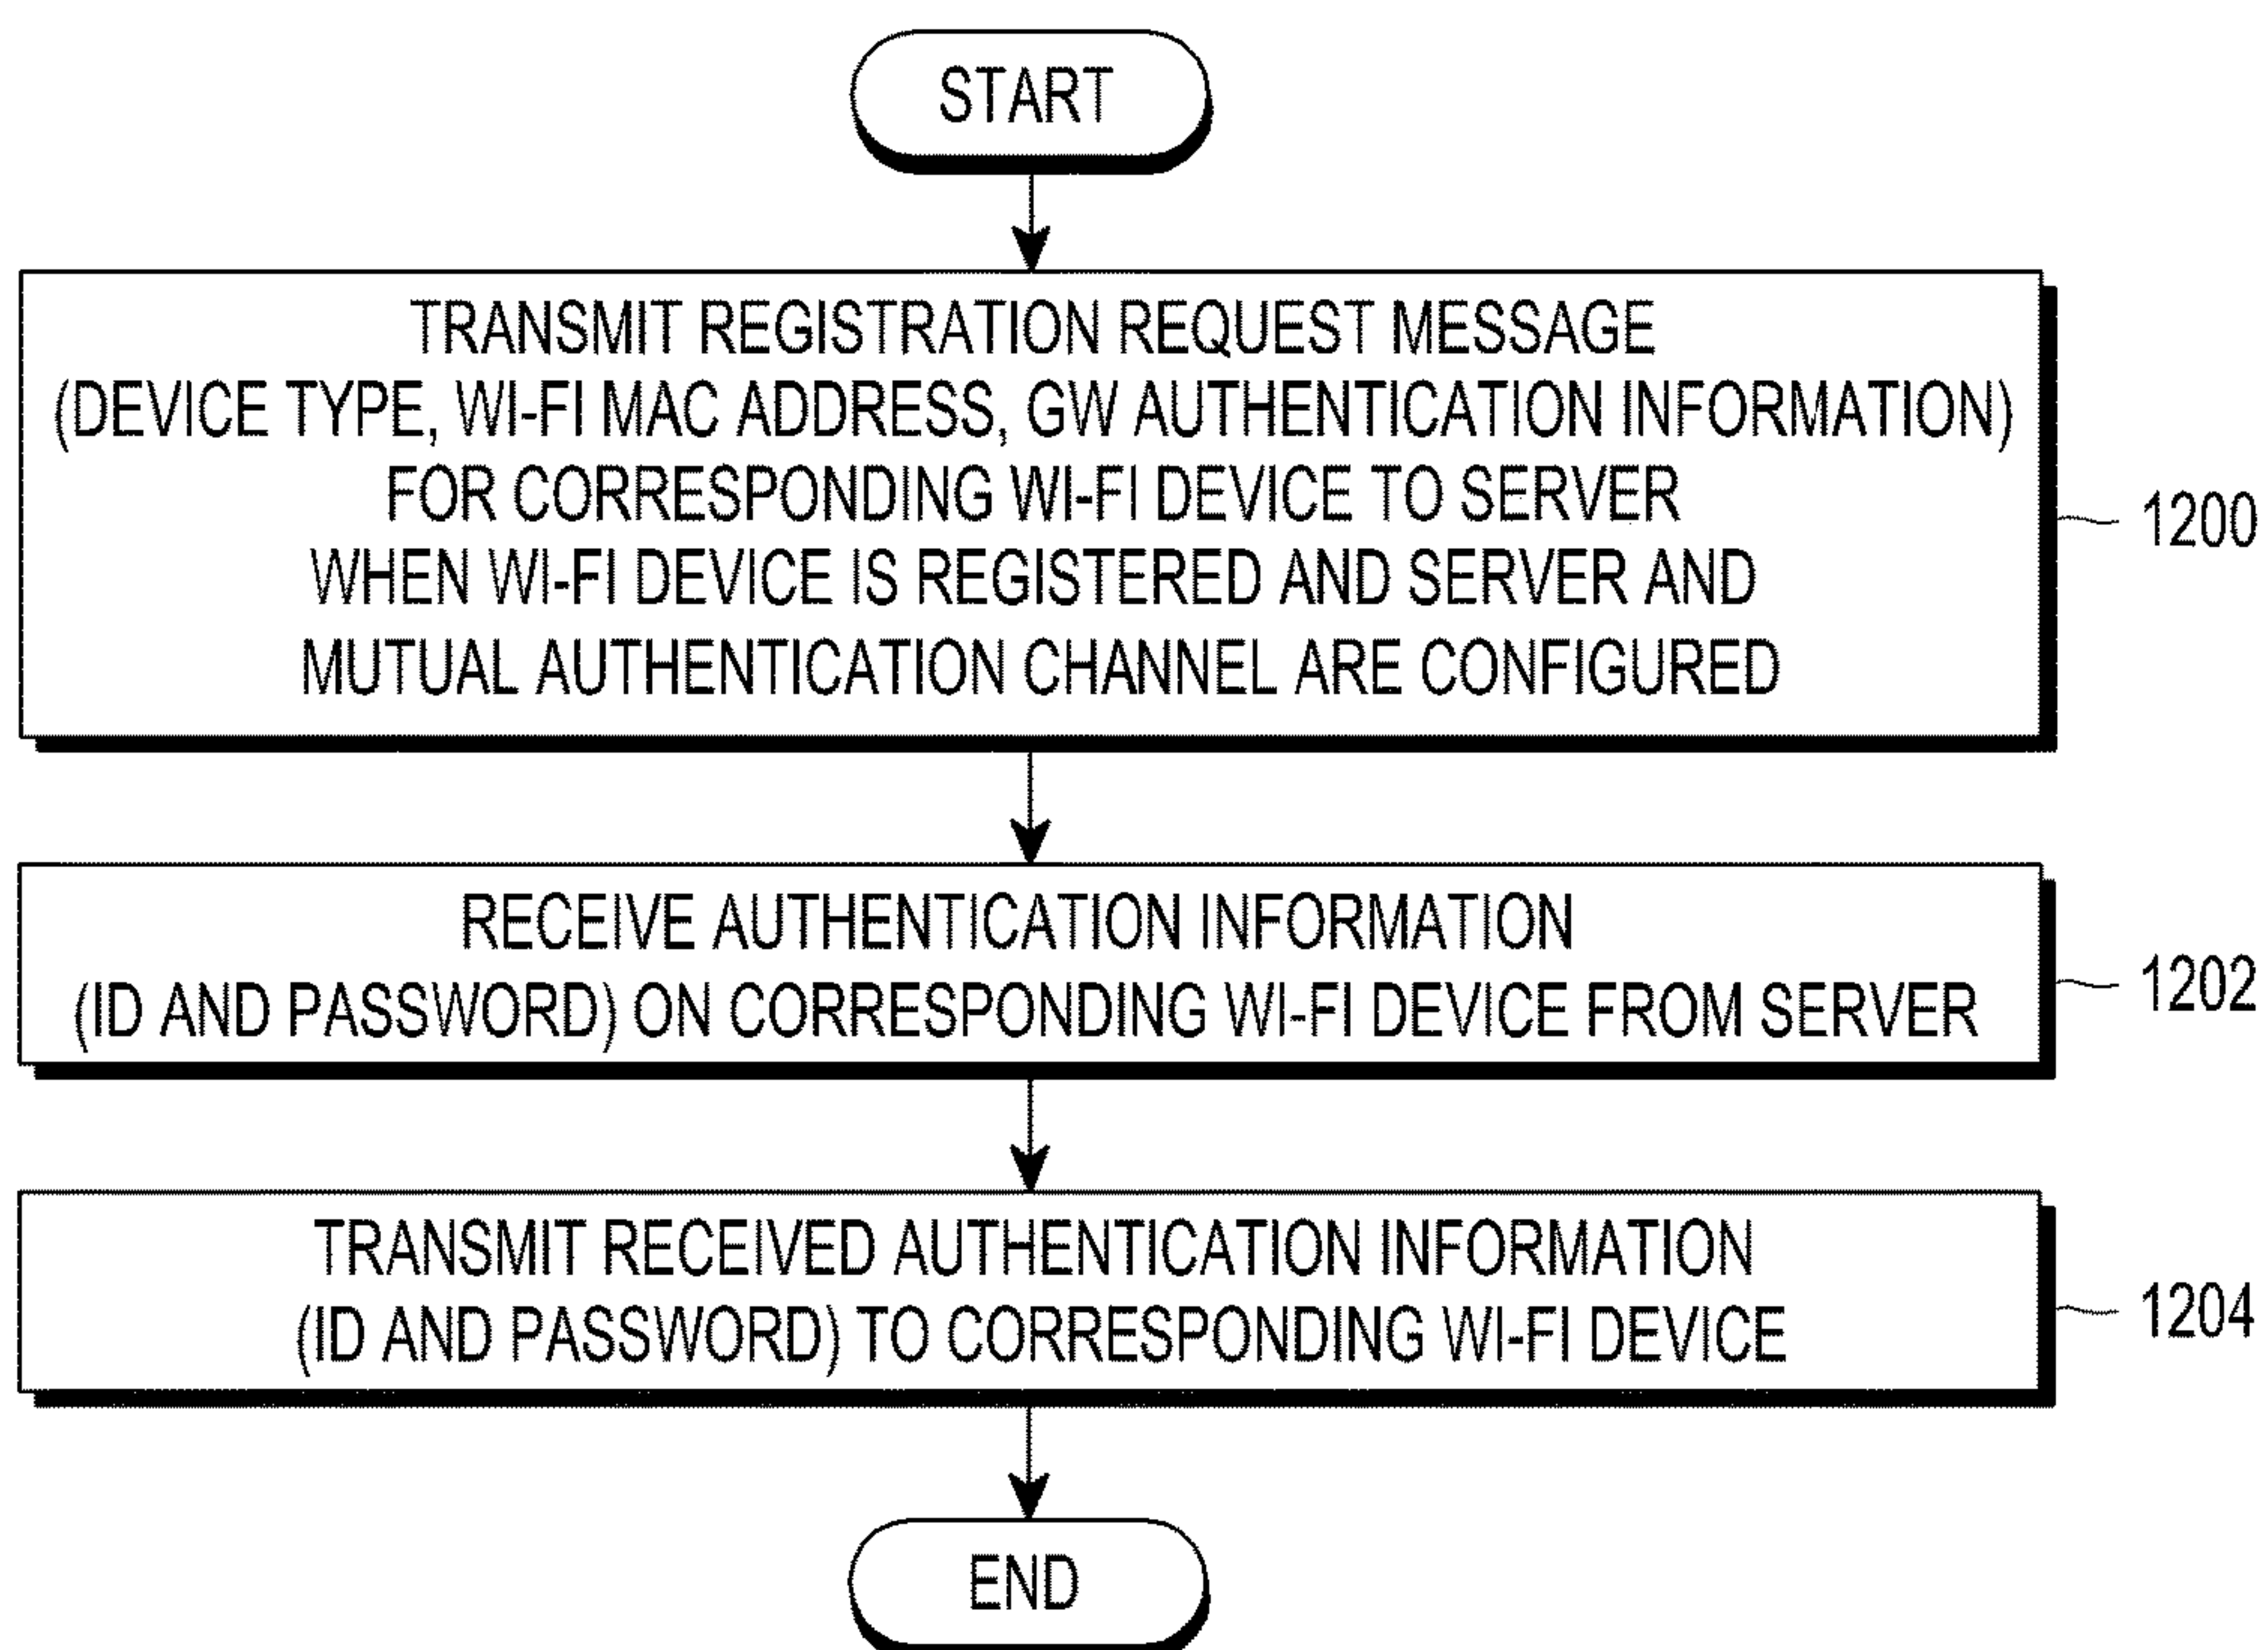 START
TRANSMIT REGISTRATION REQUEST MESSAGE
(DEVICE TYPE, WI-FI MAC ADDRESS, GW AUTHENTICATION INFORMATION)
FOR CORRESPONDING WI-FI DEVICE TO SERVER
WHEN WI-FI DEVICE IS REGISTERED AND SERVER AND
MUTUAL AUTHENTICATION CHANNEL ARE CONFIGURED
1200
RECEIVE AUTHENTICATION INFORMATION
(ID AND PASSWORD) ON CORRESPONDING WI-FI DEVICE FROM SERVER
1202
TRANSMIT RECEIVED AUTHENTICATION INFORMATION
(ID AND PASSWORD) TO CORRESPONDING WI-FI DEVICE
1204
END